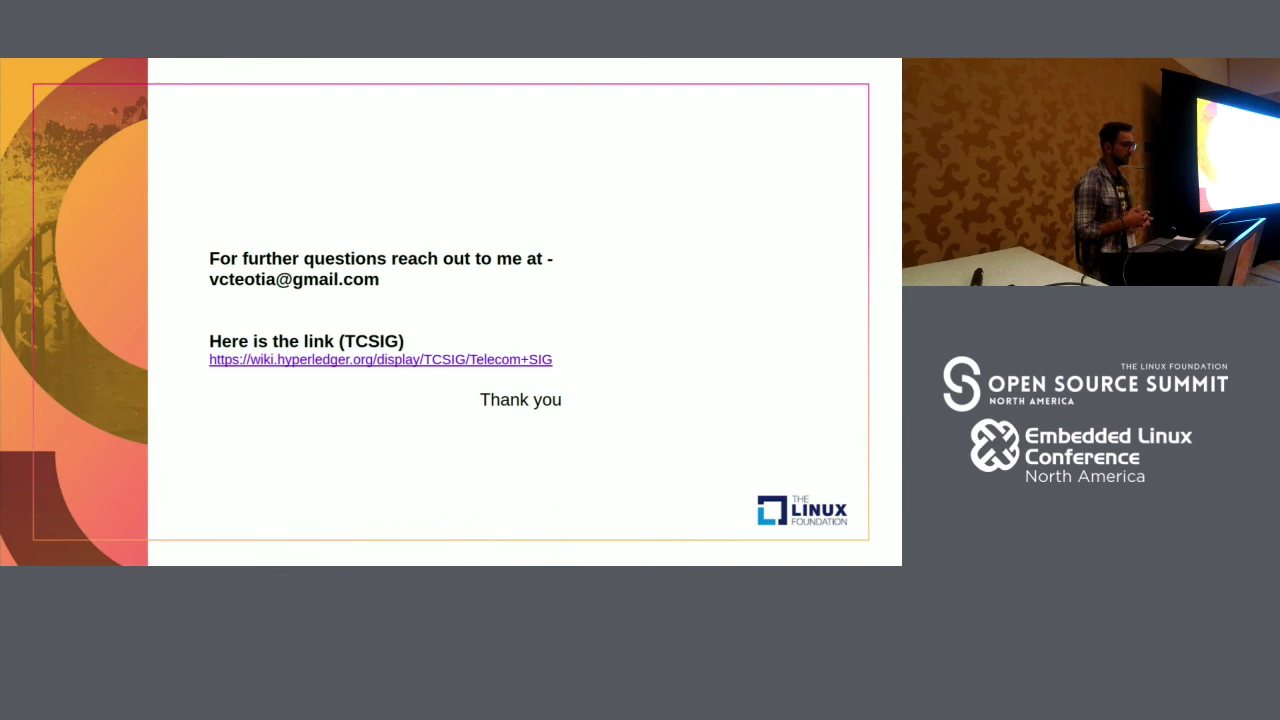 For further questions reach out to me at -
vcteotia@gmail.com
Here is the link (TCSIG)
https://wiki.hyperledger.org/display/TCSIG/Telecom+SIG
Thank you
THE
LINUX
FOUNDATION
THE LINUX FOUNDATION
OPEN SOURCE SUMMIT
NORTH AMERICA
Embedded Linux
Conference
North America